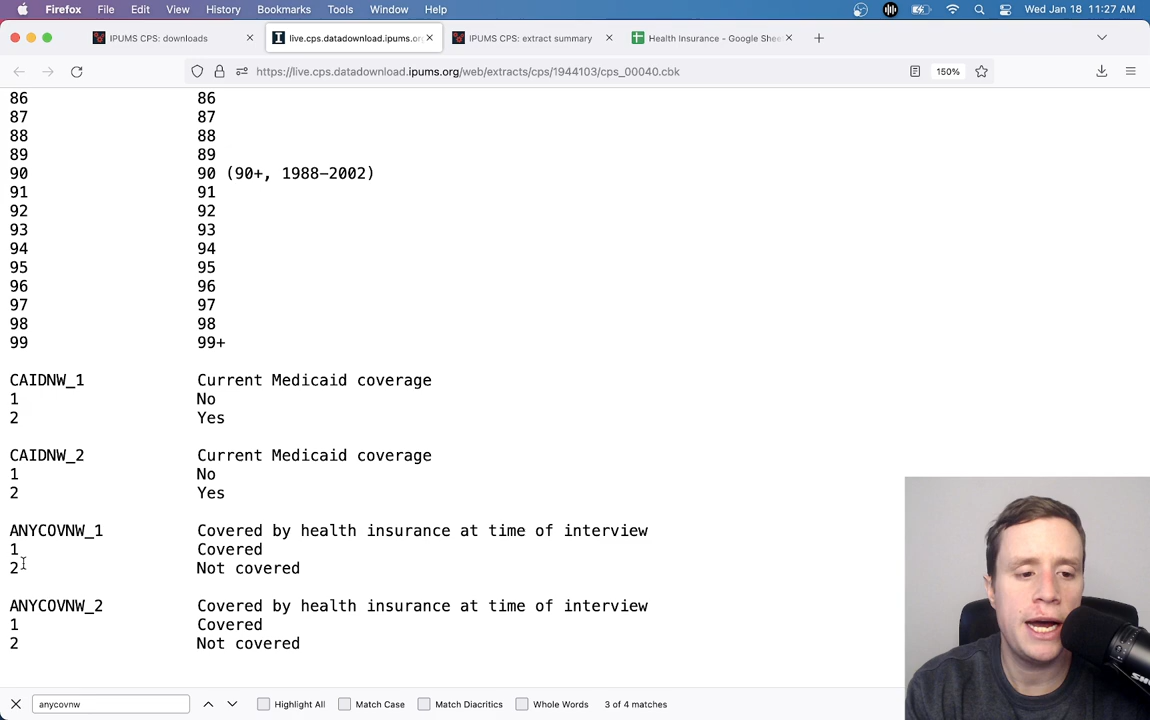 Firefox File Edit View History Bookmarks Tools Window Help Wed Jan 18 11:27 AM
IPUMS CPS: downloads live.cps.datadownload.ipums.or IPUMS CPS: extract summary Health Insurance - Google Shee
https://live.cps.datadownload.ipums.org/web/extracts/cps/1944103/cps_00040.cbk 150%
86 86
87 87
88 88
89 89
90 90 (90+, 1988-2002)
91 91
92 92
93 93
94 94
95 95
96 96
97 97
98 98
99 99+
CAIDNW_1 Current Medicaid coverage
1 No
2 Yes
CAIDNW_2 Current Medicaid coverage
1 No
2 Yes
ANYCOVNW_1 Covered by health insurance at time of interview
1 Covered
2 Not covered
ANYCOVNW_2 Covered by health insurance at time of interview
1 Covered
2 Not covered
anycovnw Highlight All Match Case Match Diacritics Whole Words 3 of 4 matches